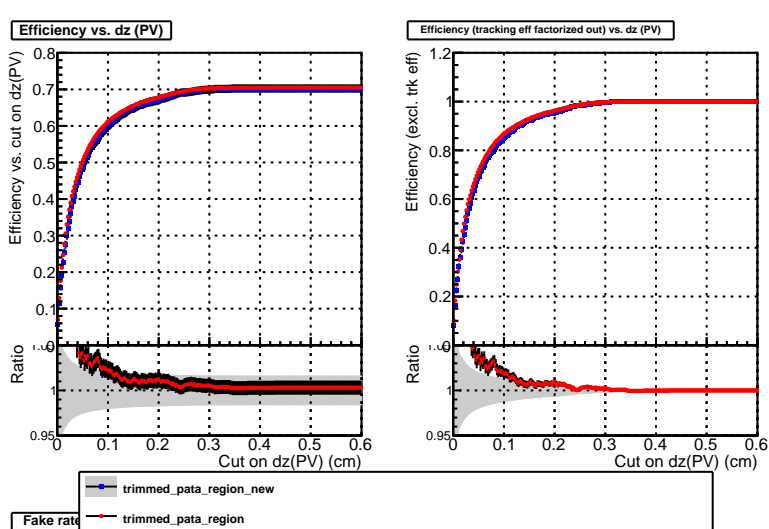 Efficiency vs. dz (PV)
Efficiency vs. cut on dz(PV)
0.8
0.7
0.6
0.5
0.4
0.3
0.2
0.1
Ratio
1
0.95
0 0.1 0.2 0.3 0.4 0.5 0.6
Cut on dz(PV) (cm)
Efficiency (tracking eff factorized out) vs. dz (PV)
Efficiency (excl. trk eff)
1.2
1
0.8
0.6
0.4
0.2
Ratio
1
0.95
0 0.1 0.2 0.3 0.4 0.5 0.6
Cut on dz(PV) (cm)
trimmed_pata_region_new
trimmed_pata_region
Fake rate